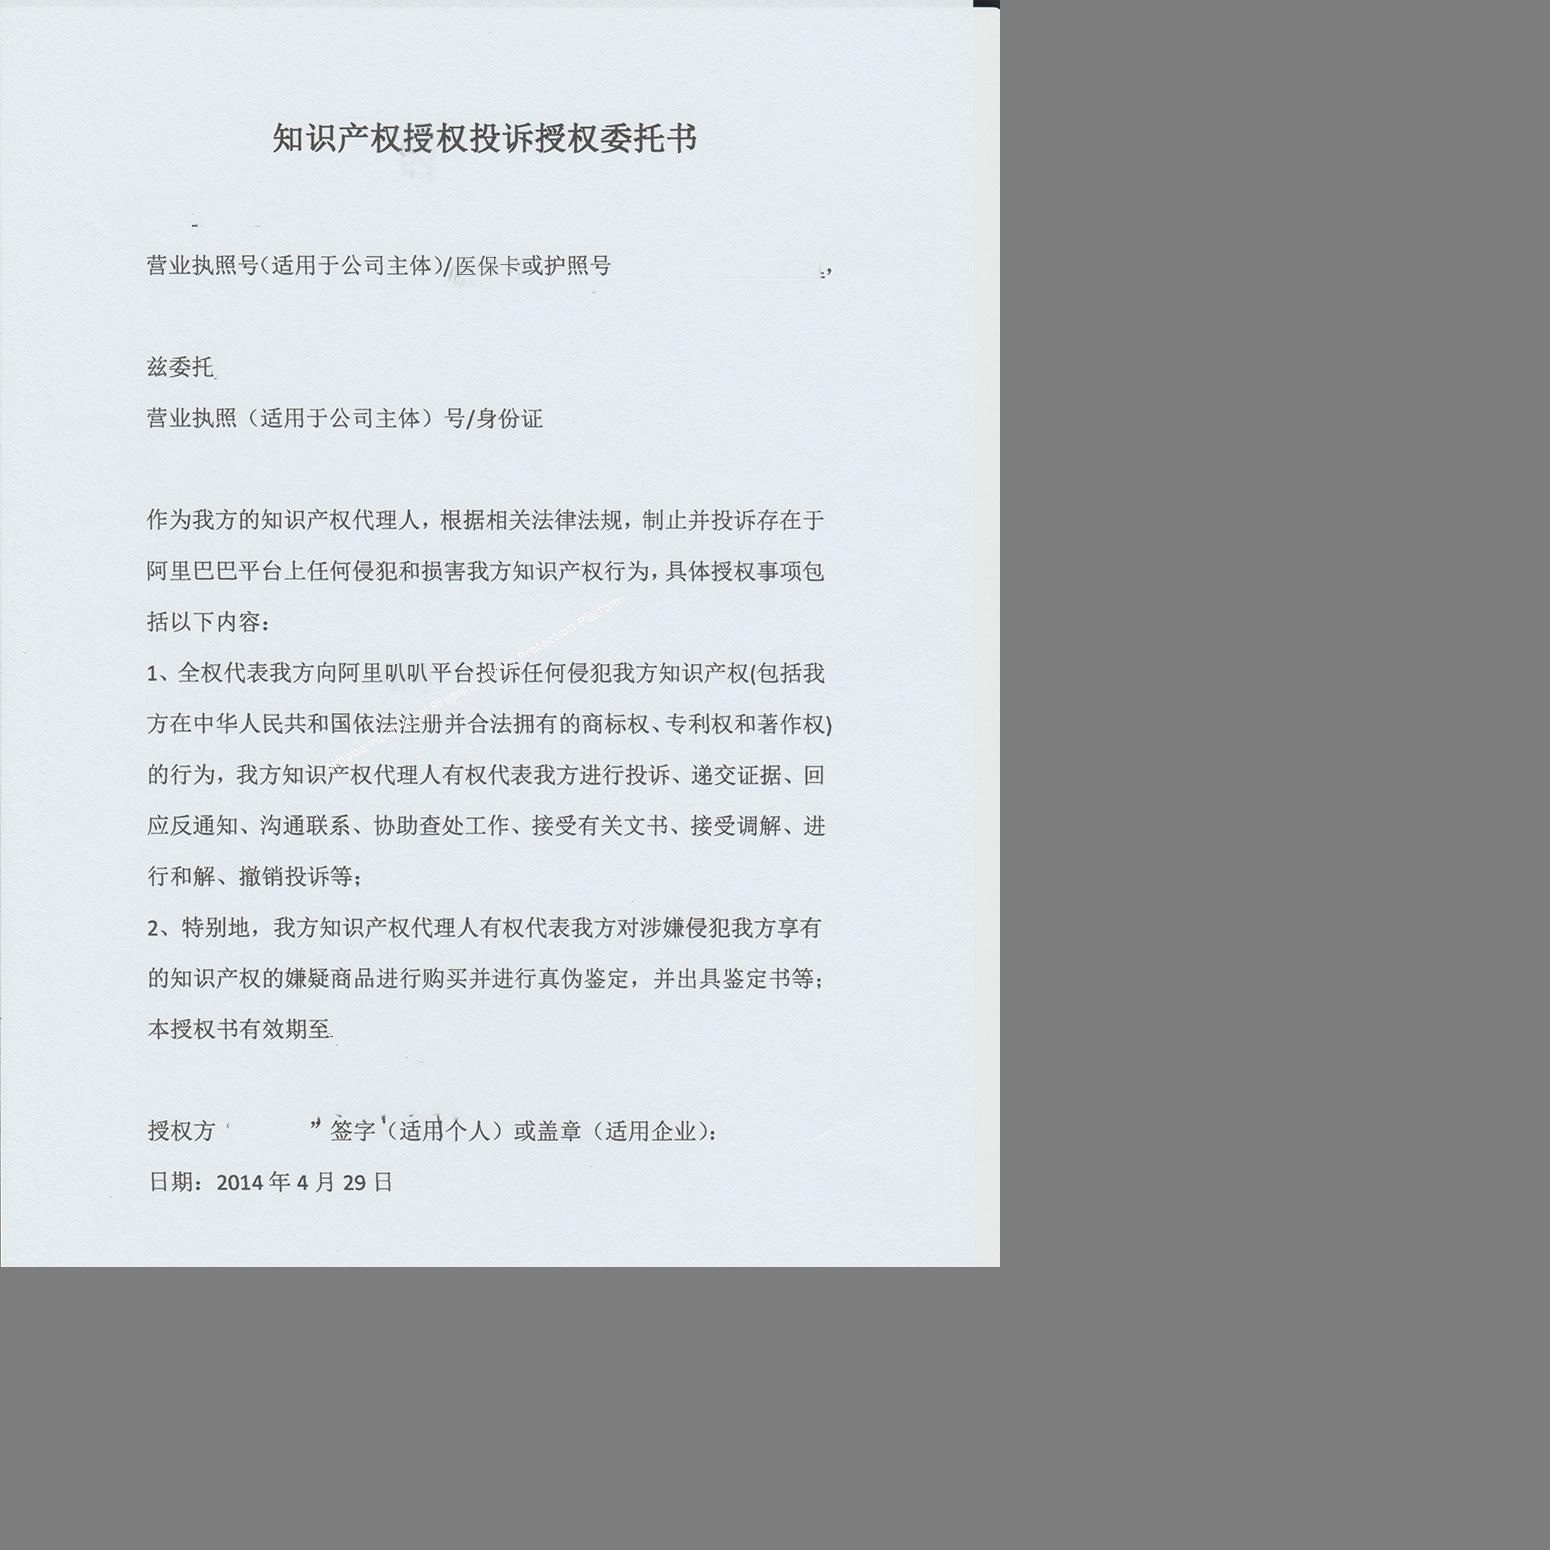 知识产权授权投诉授权委托书
营业执照号(适用于公司主体)/医保卡或护照号 ,
兹委托
营业执照（适用于公司主体）号/身份证
作为我方的知识产权代理人，根据相关法律法规，制止并投诉存在于
阿里巴巴平台上任何侵犯和损害我方知识产权行为，具体授权事项包
括以下内容：
1、全权代表我方向阿里叭叭平台投诉任何侵犯我方知识产权(包括我
方在中华人民共和国依法注册并合法拥有的商标权、专利权和著作权)
的行为，我方知识产权代理人有权代表我方进行投诉、递交证据、回
应反通知、沟通联系、协助查处工作、接受有关文书、接受调解、进
行和解、撤销投诉等；
2、特别地，我方知识产权代理人有权代表我方对涉嫌侵犯我方享有
的知识产权的嫌疑商品进行购买并进行真伪鉴定，并出具鉴定书等；
本授权书有效期至
授权方 ” 签字（适用个人）或盖章（适用企业）：
日期：2014 年 4 月 29 日
Protection Platform